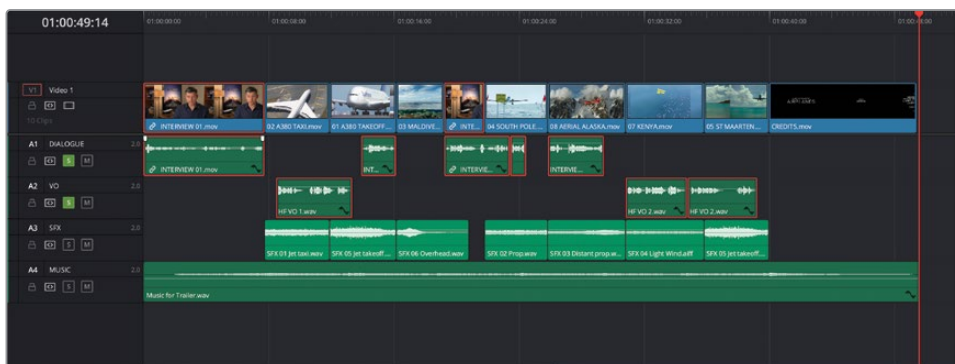 01:00:49:14
01:00:00:00 01:00:08:00 01:00:16:00 01:00:24:00 01:00:32:00 01:00:40:00
V1 Video 1
10 Clips
INTERVIEW 01.mov 02 A380 TAXI.mov 01 A380 TAKEOFF... 03 MALDIVE... INTE... 04 SOUTH POLE... 08 AERIAL ALASKA.mov 07 KENYA.mov 05 ST MAARTEN... CREDITS.mov
A1 DIALOGUE 2.0
S M
INTERVIEW 01.mov INT... INTERVIE... INTERVIE...
A2 VO 2.0
S M
HF VO 1.wav HF VO 2.wav HF VO 2.wav
A3 SFX 2.0
S M
SFX 01 Jet taxi.wav SFX 05 Jet takeoff.... SFX 06 Overhead.wav SFX 02 Prop.wav SFX 03 Distant prop.w... SFX 04 Light Wind.aiff SFX 05 Jet takeoff...
A4 MUSIC 2.0
S M
Music for Trailer.wav